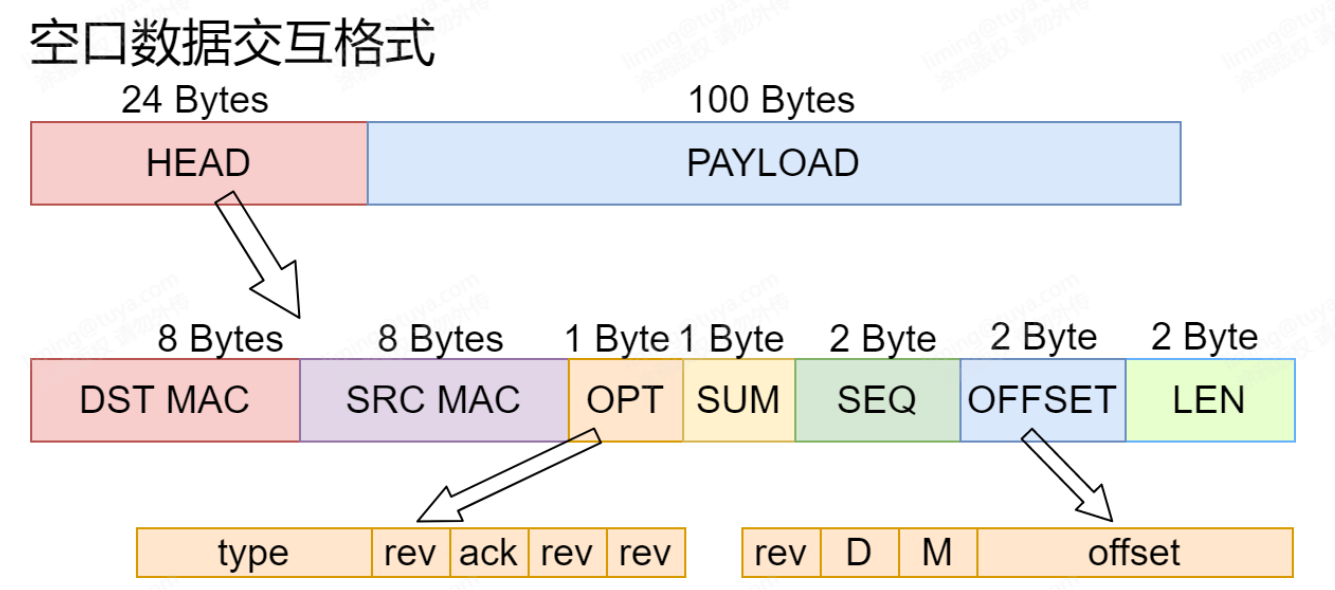 空口数据交互格式
24 Bytes 100 Bytes
HEAD PAYLOAD
8 Bytes 8 Bytes 1 Byte 1 Byte 2 Byte 2 Byte 2 Byte
DST MAC SRC MAC OPT SUM SEQ OFFSET LEN
type rev ack rev rev rev D M offset
liming@tuya.com
涂鸦版权 请勿外传